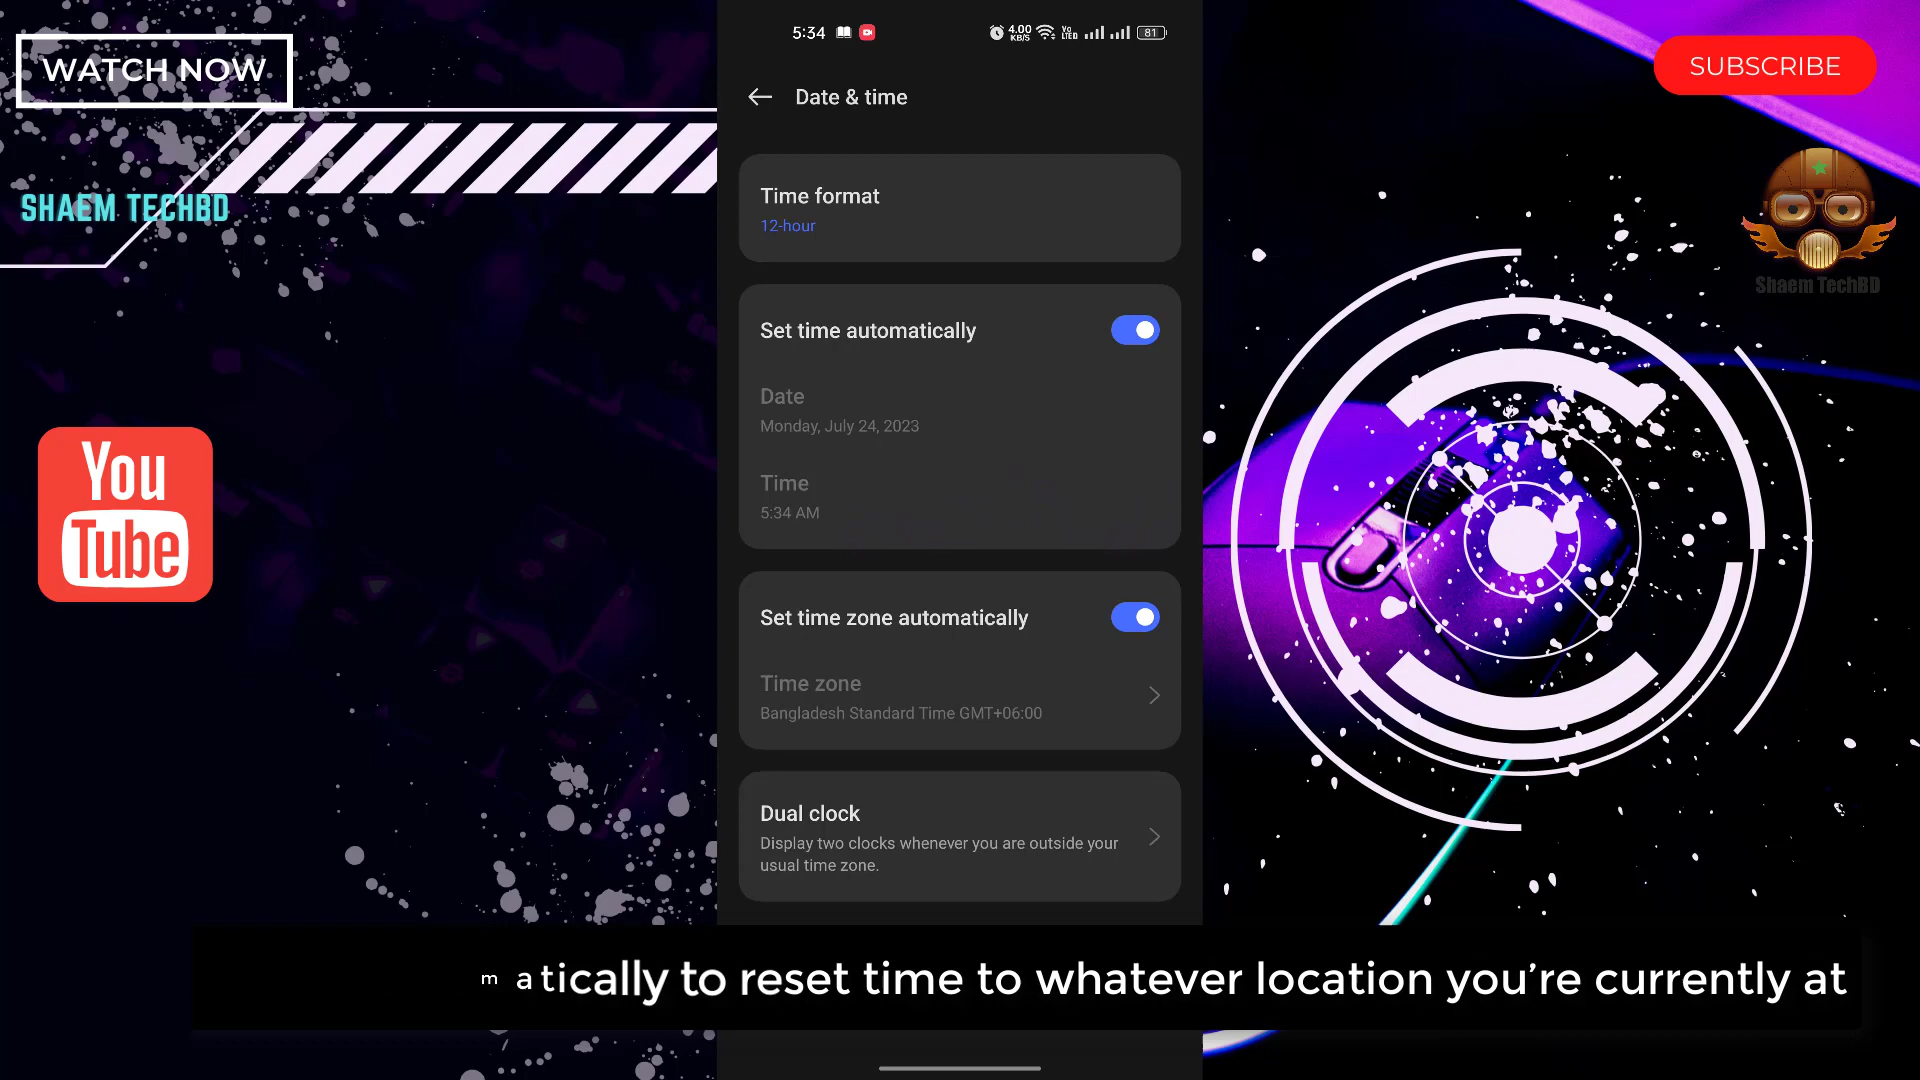 WATCH NOW
SHAEM TECHBD
You
Tube
5:34
4.00
KB/S
Vo
LTED
81
Date & time
Time format
12-hour
Set time automatically
Date
Monday, July 24, 2023
Time
5:34 AM
Set time zone automatically
Time zone
Bangladesh Standard Time GMT+06:00
Dual clock
Display two clocks whenever you are outside your
usual time zone.
SUBSCRIBE
Shaem TechBD
matically to reset time to whatever location you’re currently at